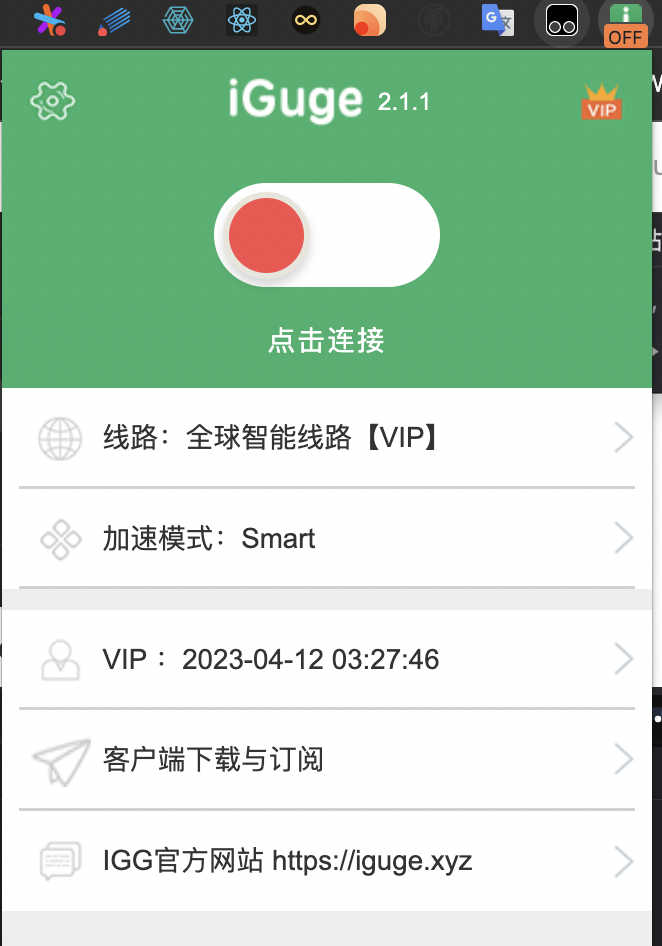 G 文
OFF
iGuge 2.1.1
VIP
点击连接
线路：全球智能线路【VIP】
加速模式：Smart
VIP ：2023-04-12 03:27:46
客户端下载与订阅
IGG官方网站 https://iguge.xyz